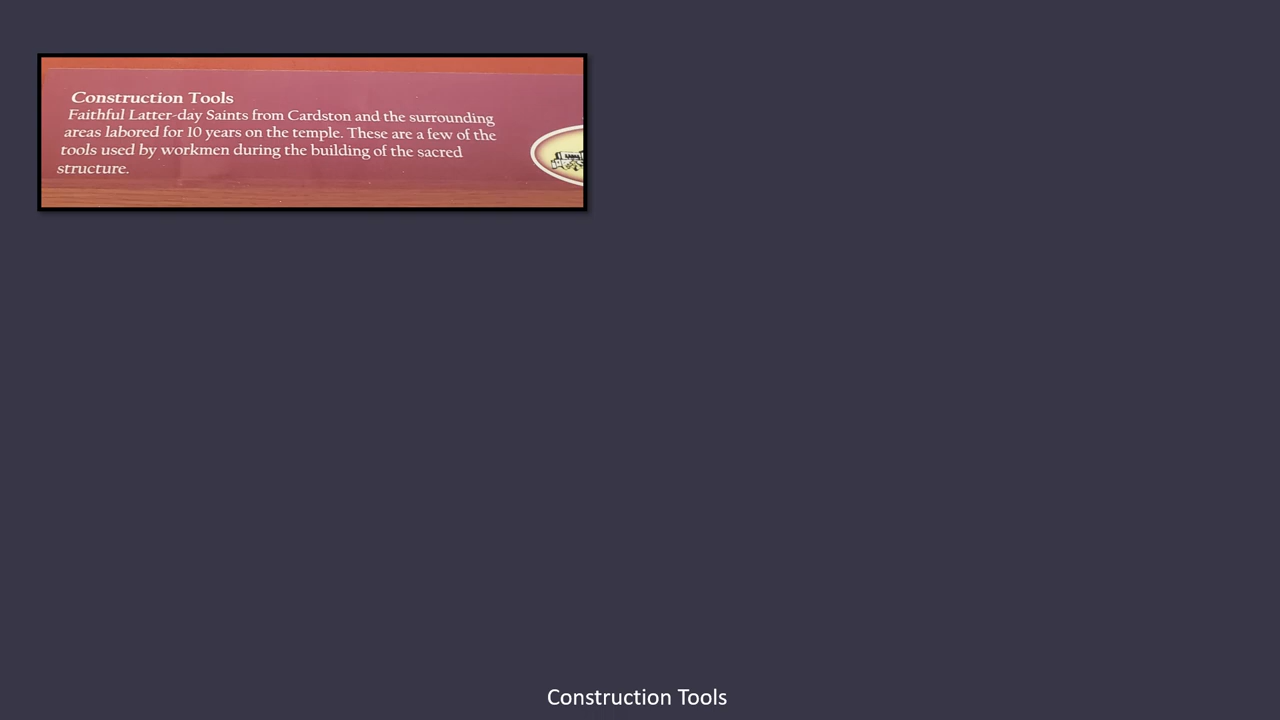 Construction Tools
Faithful Latter-day Saints from Cardston and the surrounding
areas labored for 10 years on the temple. These are a few of the
tools used by workmen during the building of the sacred
structure.
Construction Tools